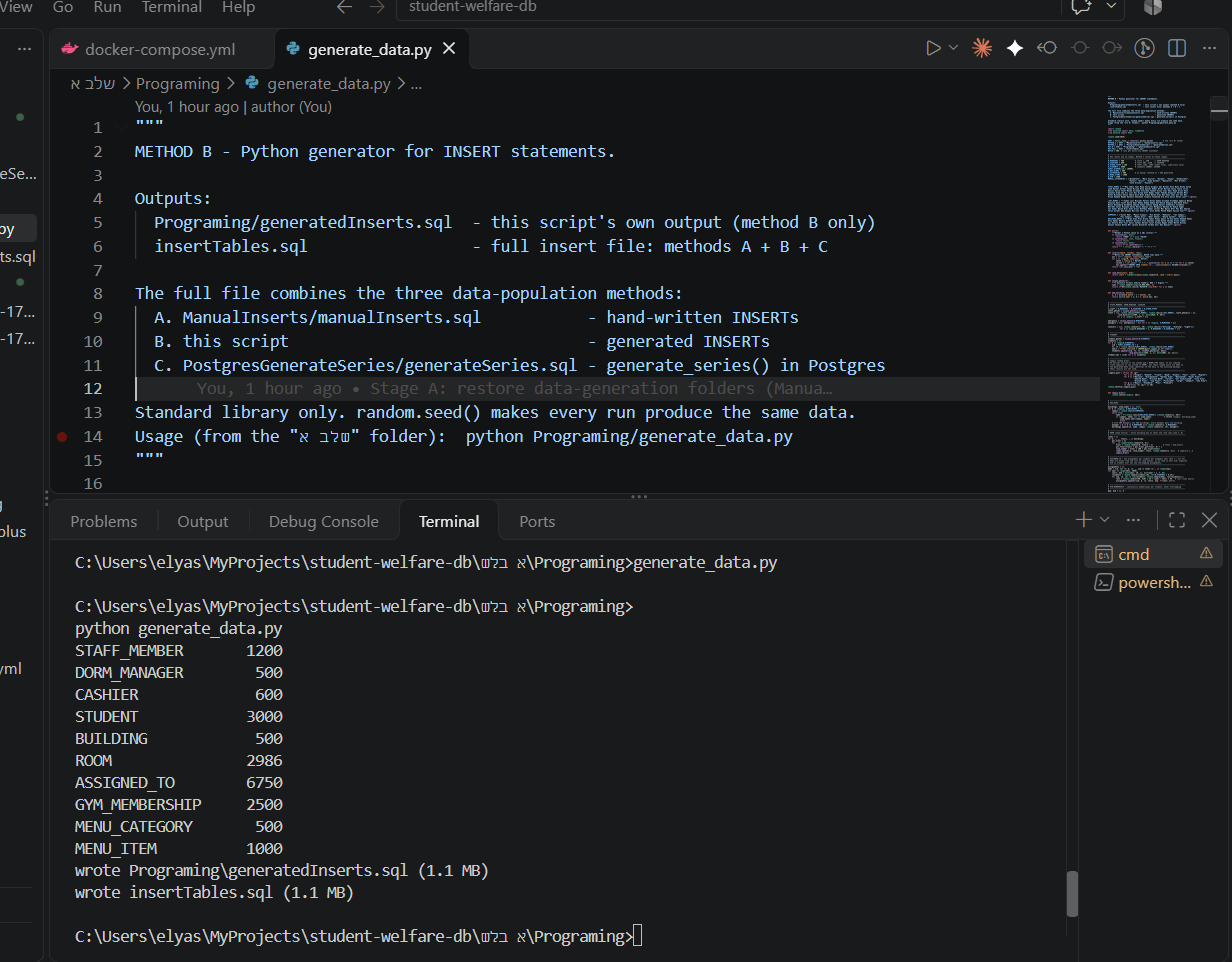 View Go Run Terminal Help student-welfare-db
docker-compose.yml generate_data.py
שלב א > Programing > generate_data.py > ...
You, 1 hour ago | author (You)
1 """
2 METHOD B - Python generator for INSERT statements.
3
4 Outputs:
5 Programing/generatedInserts.sql - this script's own output (method B only)
6 insertTables.sql - full insert file: methods A + B + C
7
8 The full file combines the three data-population methods:
9 A. ManualInserts/manualInserts.sql - hand-written INSERTs
10 B. this script - generated INSERTs
11 C. PostgresGenerateSeries/generateSeries.sql - generate_series() in Postgres
12 You, 1 hour ago • Stage A: restore data-generation folders (Manua…
13 Standard library only. random.seed() makes every run produce the same data.
14 Usage (from the "שלב א" folder): python Programing/generate_data.py
15 """
16
eSe...
py
ts.sql
-17...
-17...
g
plus
yml
Problems Output Debug Console Terminal Ports
cmd
powersh...
C:\Users\elyas\MyProjects\student-welfare-db\שלב א\Programing>generate_data.py
C:\Users\elyas\MyProjects\student-welfare-db\שלב א\Programing>
python generate_data.py
STAFF_MEMBER 1200
DORM_MANAGER 500
CASHIER 600
STUDENT 3000
BUILDING 500
ROOM 2986
ASSIGNED_TO 6750
GYM_MEMBERSHIP 2500
MENU_CATEGORY 500
MENU_ITEM 1000
wrote Programing\generatedInserts.sql (1.1 MB)
wrote insertTables.sql (1.1 MB)
C:\Users\elyas\MyProjects\student-welfare-db\שלב א\Programing>